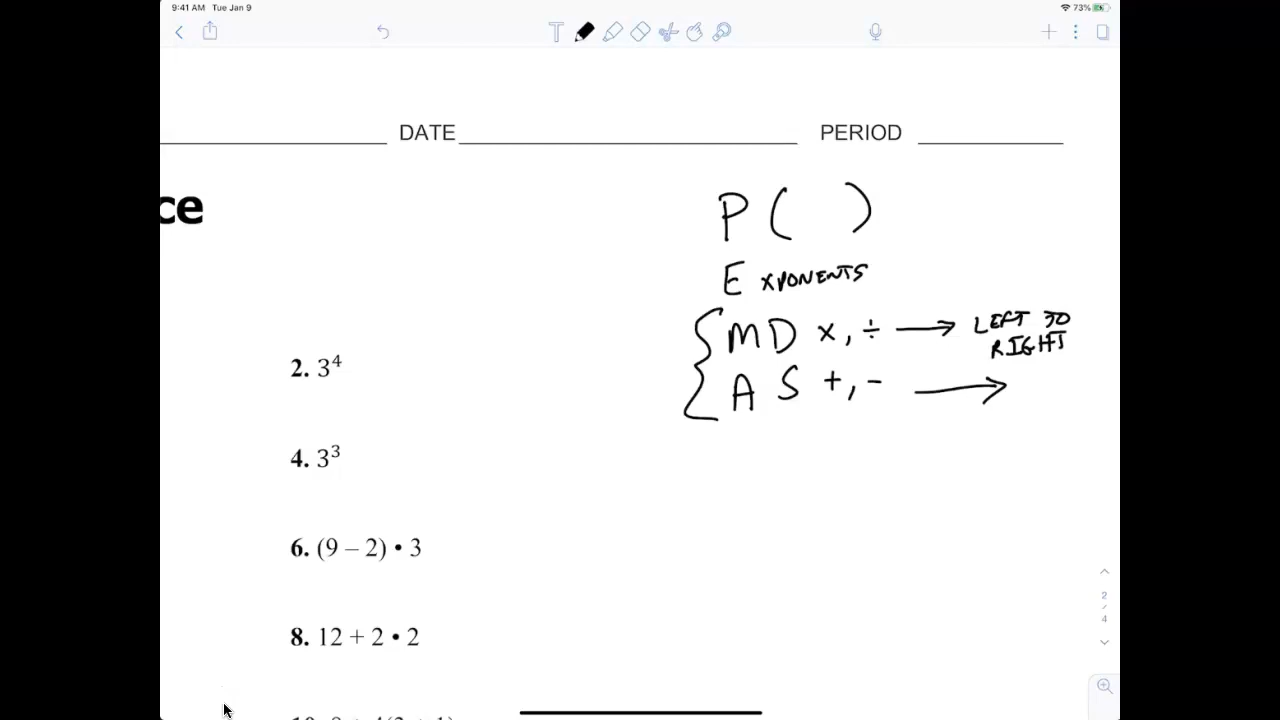 9:41 AM Tue Jan 9 73%
T
DATE PERIOD
ce
P ( )
EXPONENTS
MD x, ÷ → LEFT TO
RIGHT
A S +, - →
2. 3⁴
4. 3³
6. (9 – 2) • 3
8. 12 + 2 • 2
2
/
4